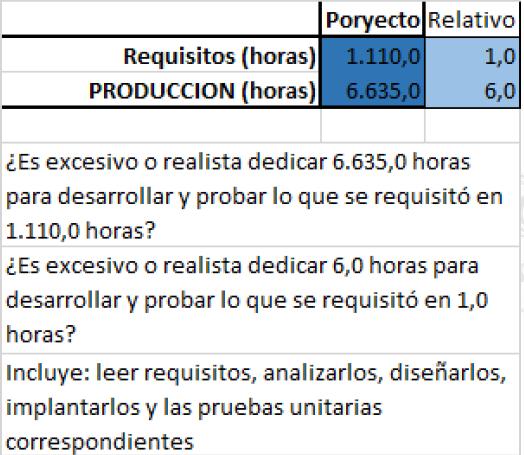 Poryecto Relativo
Requisitos (horas) 1.110,0 1,0
PRODUCCION (horas) 6.635,0 6,0
¿Es excesivo o realista dedicar 6.635,0 horas
para desarrollar y probar lo que se requisitó en
1.110,0 horas?
¿Es excesivo o realista dedicar 6,0 horas para
desarrollar y probar lo que se requisitó en 1,0
horas?
Incluye: leer requisitos, analizarlos, diseñarlos,
implantarlos y las pruebas unitarias
correspondientes